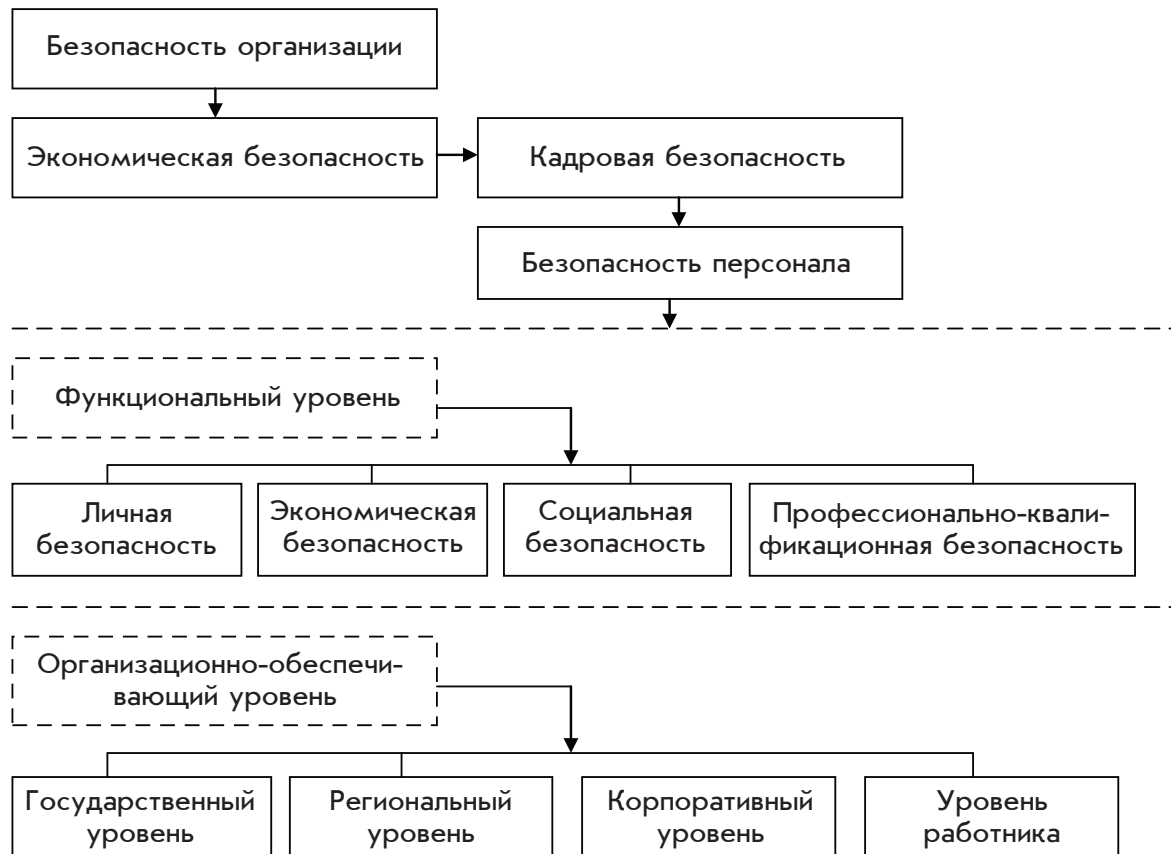 Безопасность организации
Экономическая безопасность
Кадровая безопасность
Безопасность персонала
Функциональный уровень
Личная
безопасность
Экономическая
безопасность
Социальная
безопасность
Профессионально-квали-
фикационная безопасность
Организационно-обеспечи-
вающий уровень
Государственный
уровень
Региональный
уровень
Корпоративный
уровень
Уровень
работника